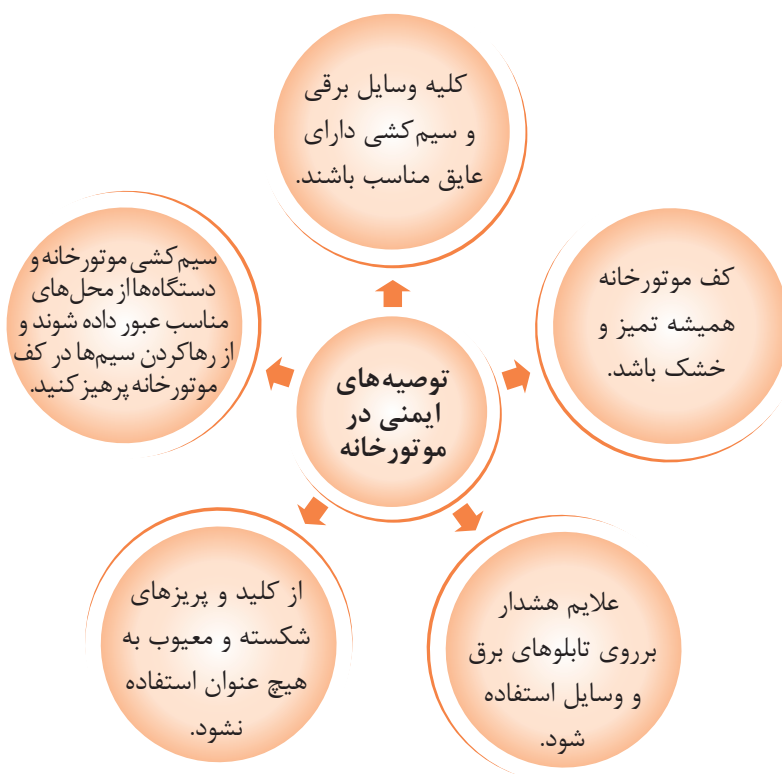 کلیه وسایل برقی
و سیم‌کشی دارای
عایق مناسب باشند.
کف موتورخانه
همیشه تمیز و
خشک باشد.
سیم‌کشی موتورخانه و
دستگاه‌ها از محل‌های
مناسب عبور داده شوند و
از رهاکردن سیم‌ها در کف
موتورخانه پرهیز کنید.
توصیه‌های
ایمنی در
موتورخانه
علایم هشدار
برروی تابلوهای برق
و وسایل استفاده
شود.
از کلید و پریزهای
شکسته و معیوب به
هیچ عنوان استفاده
نشود.